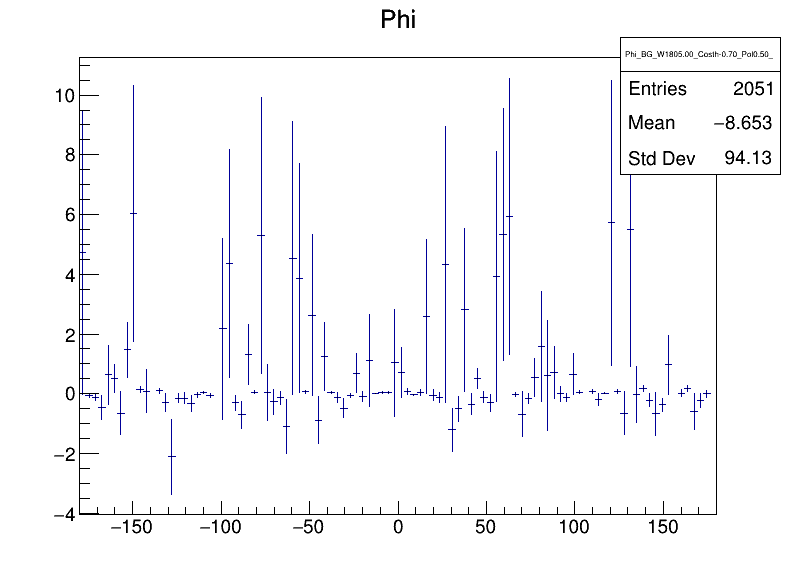 Phi
Phi_BG_W1805.00_Costh-0.70_Pol0.50_
Entries 2051
Mean −8.653
Std Dev 94.13
10
8
6
4
2
0
−2
−4
−150 −100 −50 0 50 100 150